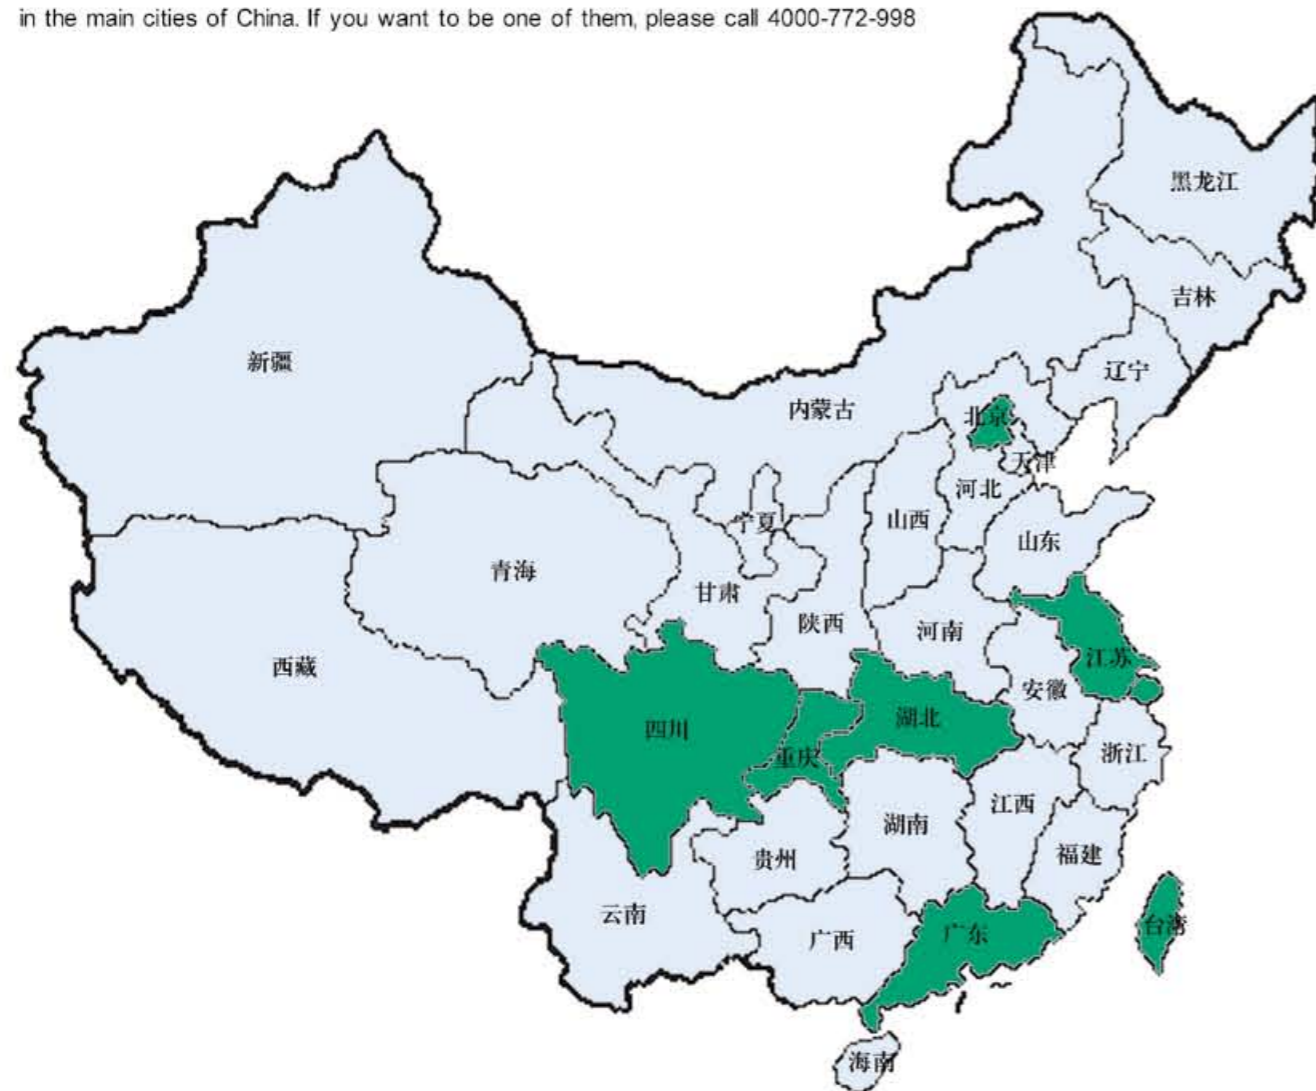 in the main cities of China. If you want to be one of them, please call 4000-772-998
黑龙江
吉林
新疆
辽宁
内蒙古
北京
天津
河北
宁夏
山西
山东
青海
甘肃
陕西
河南
西藏
江苏
安徽
四川
湖北
重庆
浙江
江西
湖南
福建
贵州
云南
广西
广东
台湾
海南